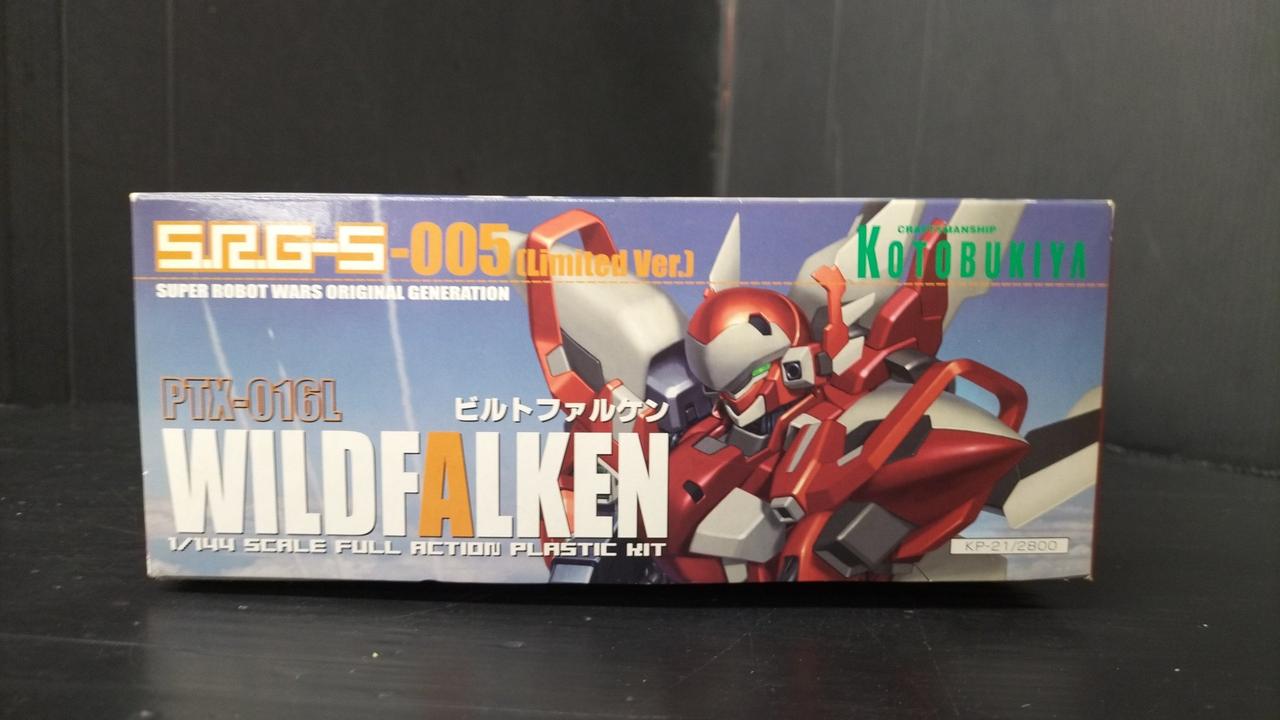 S.R.G-S-005 (Limited Ver.)
SUPER ROBOT WARS ORIGINAL GENERATION
CRAFTSMANSHIP
KOTOBUKIYA
PTX-016L
ビルトファルケン
WILDFALKEN
1/144 SCALE FULL ACTION PLASTIC KIT
KP-21/2800